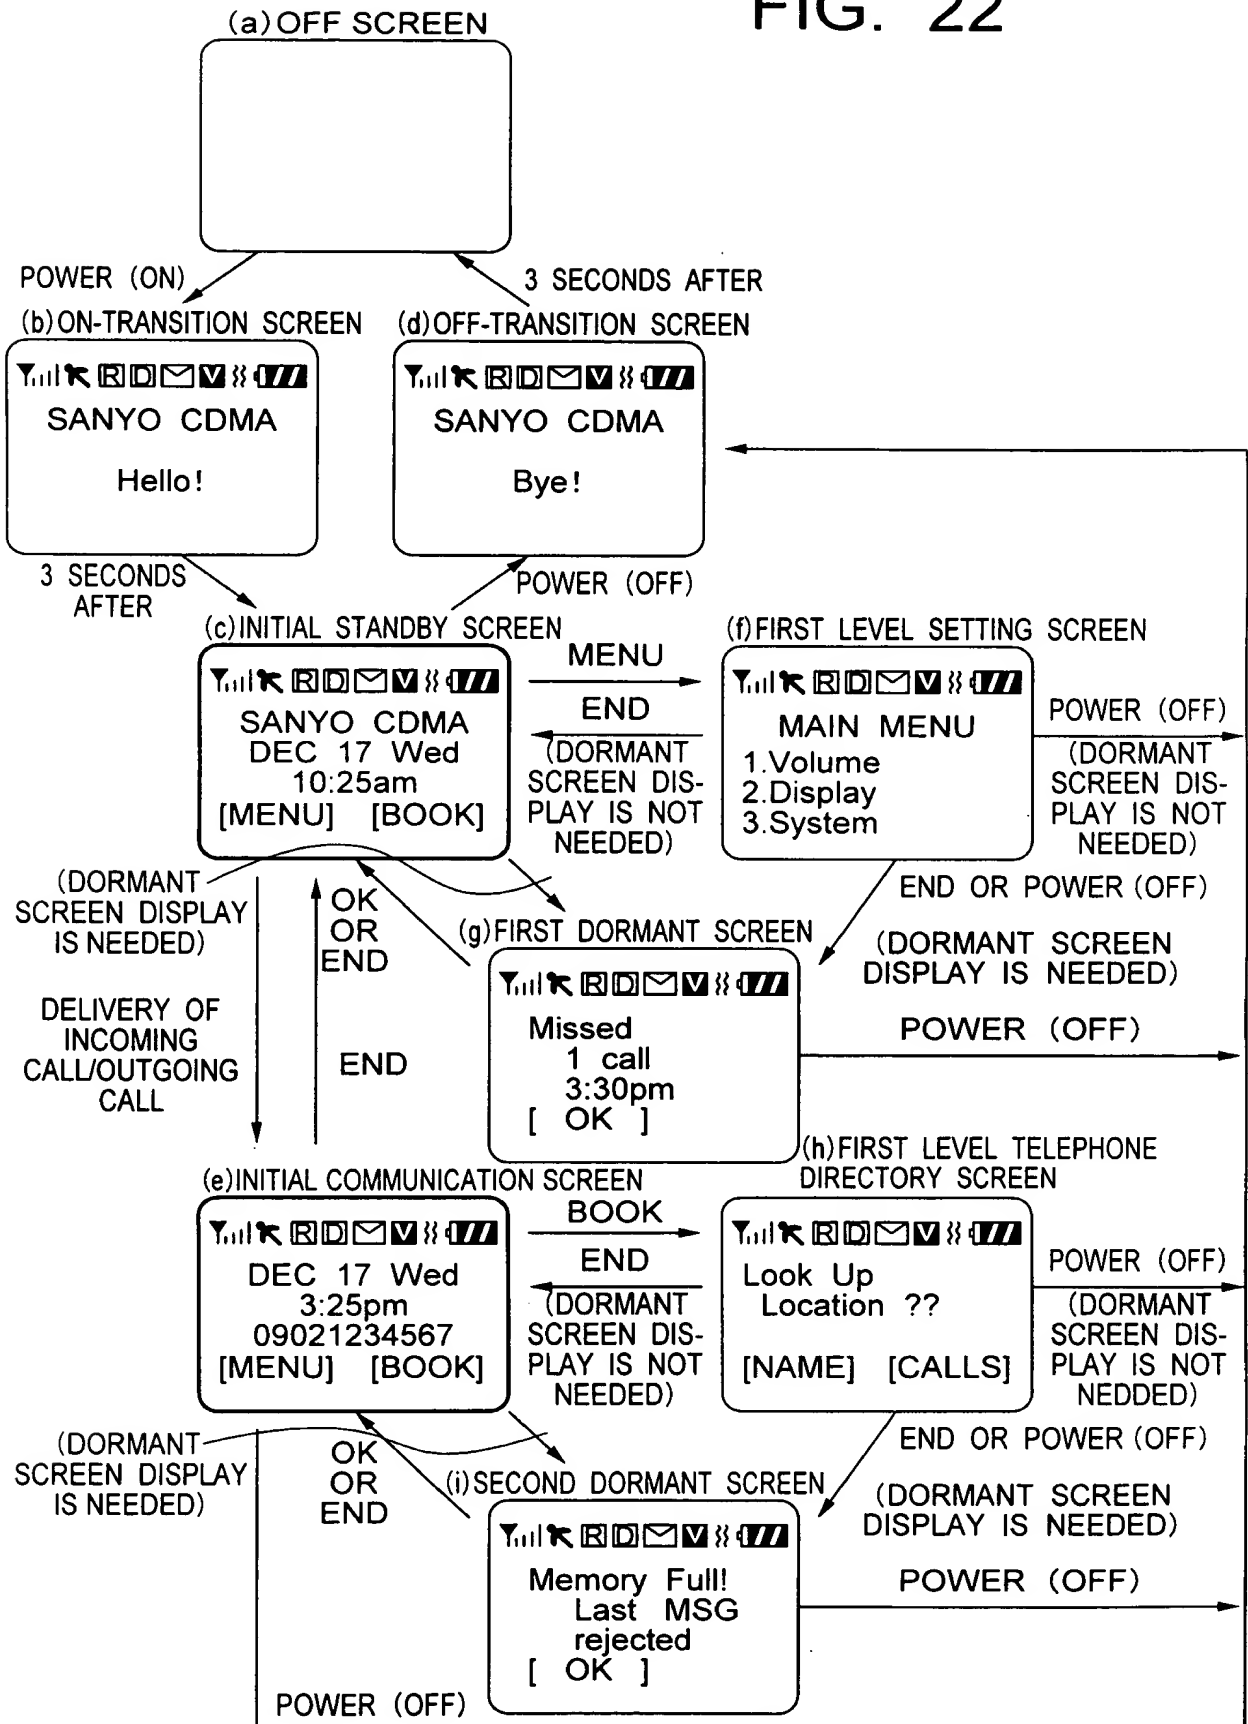 FIG. 22
(a)OFF SCREEN
POWER (ON)
3 SECONDS AFTER
(b)ON-TRANSITION SCREEN
R D V
SANYO CDMA
Hello!
(d)OFF-TRANSITION SCREEN
R D V
SANYO CDMA
Bye!
3 SECONDS
AFTER
POWER (OFF)
(c)INITIAL STANDBY SCREEN
R D V
SANYO CDMA
DEC 17 Wed
10:25am
[MENU] [BOOK]
MENU
END
(DORMANT
SCREEN DIS-
PLAY IS NOT
NEEDED)
(f)FIRST LEVEL SETTING SCREEN
R D V
MAIN MENU
1.Volume
2.Display
3.System
POWER (OFF)
(DORMANT
SCREEN DIS-
PLAY IS NOT
NEEDED)
(DORMANT
SCREEN DISPLAY
IS NEEDED)
OK
OR
END
END OR POWER (OFF)
(DORMANT SCREEN
DISPLAY IS NEEDED)
(g)FIRST DORMANT SCREEN
R D V
Missed
1 call
3:30pm
[ OK ]
POWER (OFF)
DELIVERY OF
INCOMING
CALL/OUTGOING
CALL
END
(e)INITIAL COMMUNICATION SCREEN
R D V
DEC 17 Wed
3:25pm
09021234567
[MENU] [BOOK]
BOOK
END
(DORMANT
SCREEN DIS-
PLAY IS NOT
NEEDED)
(h)FIRST LEVEL TELEPHONE
DIRECTORY SCREEN
R D V
Look Up
Location ??
[NAME] [CALLS]
POWER (OFF)
(DORMANT
SCREEN DIS-
PLAY IS NOT
NEDDED)
(DORMANT
SCREEN DISPLAY
IS NEEDED)
OK
OR
END
END OR POWER (OFF)
(DORMANT SCREEN
DISPLAY IS NEEDED)
(i)SECOND DORMANT SCREEN
R D V
Memory Full!
Last MSG
rejected
[ OK ]
POWER (OFF)
POWER (OFF)